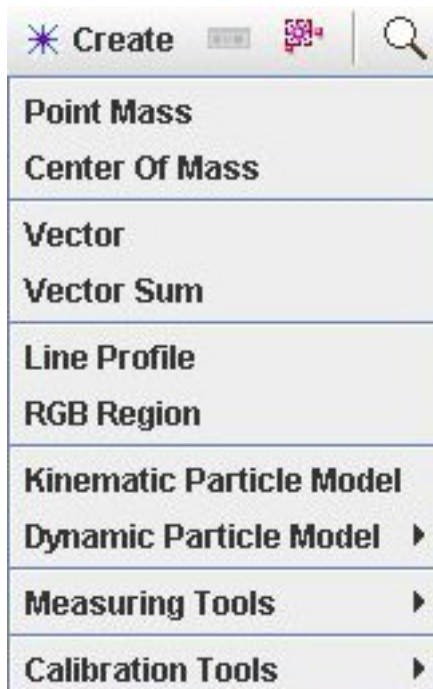 Create
Point Mass
Center Of Mass
Vector
Vector Sum
Line Profile
RGB Region
Kinematic Particle Model
Dynamic Particle Model
Measuring Tools
Calibration Tools